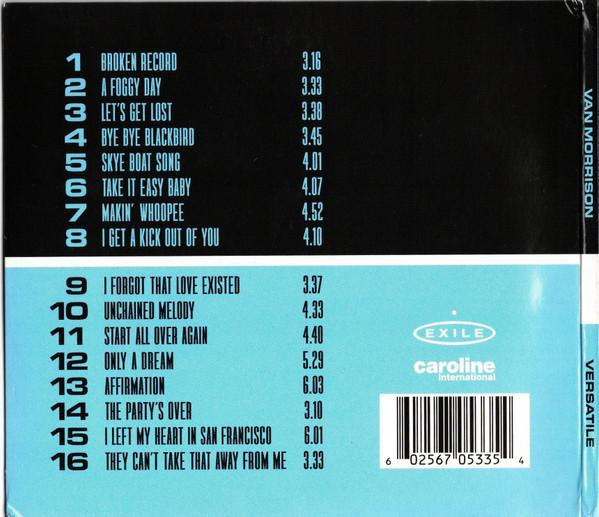 1 BROKEN RECORD 3.16
2 A FOGGY DAY 3.33
3 LET'S GET LOST 3.38
4 BYE BYE BLACKBIRD 3.45
5 SKYE BOAT SONG 4.01
6 TAKE IT EASY BABY 4.07
7 MAKIN' WHOOPEE 4.52
8 I GET A KICK OUT OF YOU 4.10
9 I FORGOT THAT LOVE EXISTED 3.37
10 UNCHAINED MELODY 4.33
11 START ALL OVER AGAIN 4.40
12 ONLY A DREAM 5.29
13 AFFIRMATION 6.03
14 THE PARTY'S OVER 3.10
15 I LEFT MY HEART IN SAN FRANCISCO 6.01
16 THEY CAN'T TAKE THAT AWAY FROM ME 3.33
EXILE
caroline
international
6 02567 05335 4
VAN MORRISON
VERSATILE